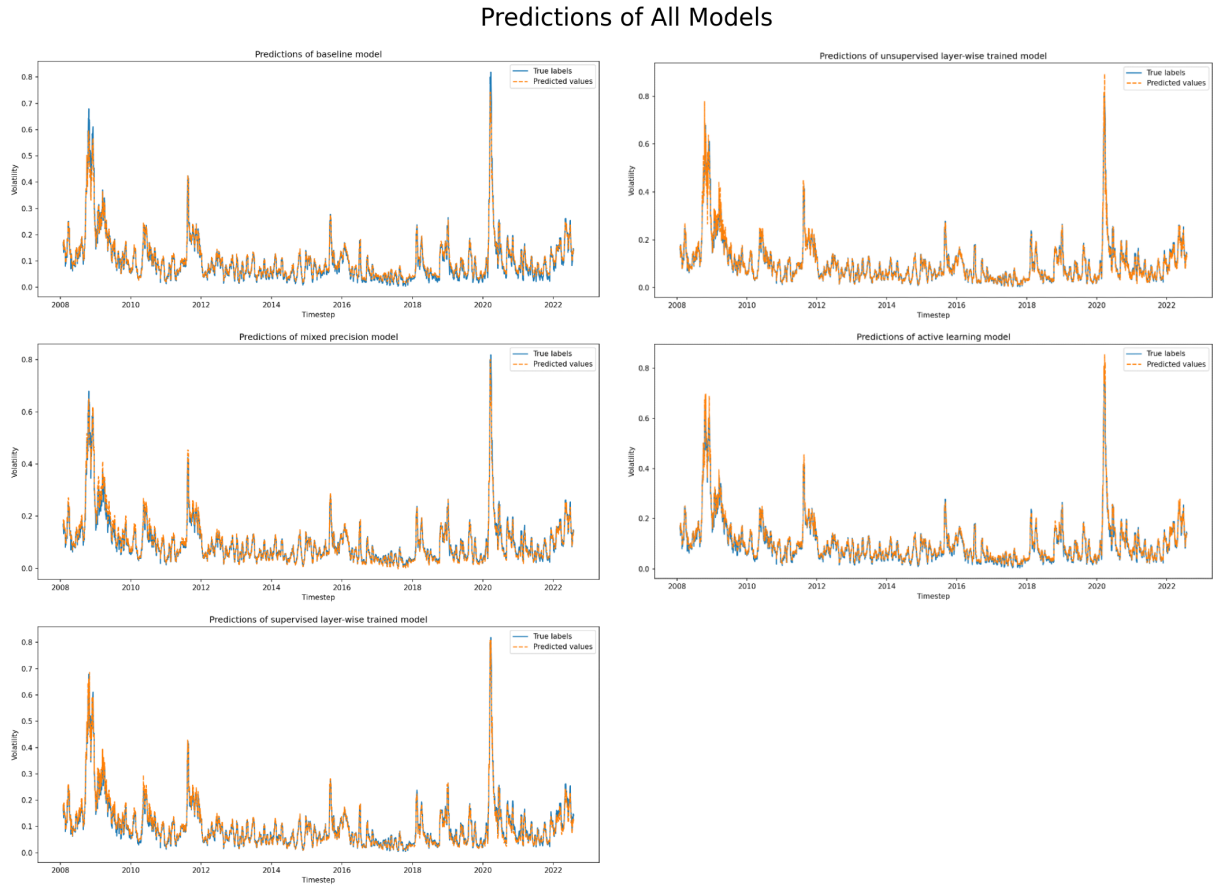 Predictions of All Models
Predictions of baseline model
True labels
Predicted values
0.8
0.7
0.6
0.5
0.4
0.3
0.2
0.1
0.0
Volatility
2008 2010 2012 2014 2016 2018 2020 2022
Timestep
Predictions of unsupervised layer-wise trained model
True labels
Predicted values
0.8
0.6
0.4
0.2
0.0
Volatility
2008 2010 2012 2014 2016 2018 2020 2022
Timestep
Predictions of mixed precision model
True labels
Predicted values
0.8
0.6
0.4
0.2
0.0
Volatility
2008 2010 2012 2014 2016 2018 2020 2022
Timestep
Predictions of active learning model
True labels
Predicted values
0.8
0.6
0.4
0.2
0.0
Volatility
2008 2010 2012 2014 2016 2018 2020 2022
Timestep
Predictions of supervised layer-wise trained model
True labels
Predicted values
0.8
0.7
0.6
0.5
0.4
0.3
0.2
0.1
0.0
Volatility
2008 2010 2012 2014 2016 2018 2020 2022
Timestep